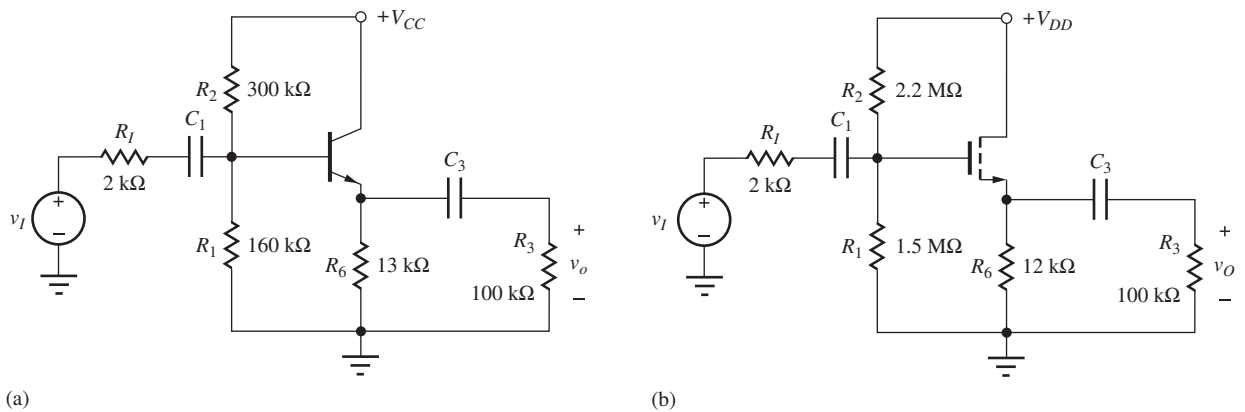 +V_CC
R_2 300 kΩ
C_1
R_I
2 kΩ
C_3
v_I
+
−
R_1 160 kΩ
R_6 13 kΩ
R_3
100 kΩ
+
v_o
−
(a)
+V_DD
R_2 2.2 MΩ
C_1
R_I
2 kΩ
C_3
v_I
+
−
R_1 1.5 MΩ
R_6 12 kΩ
R_3
100 kΩ
+
v_O
−
(b)